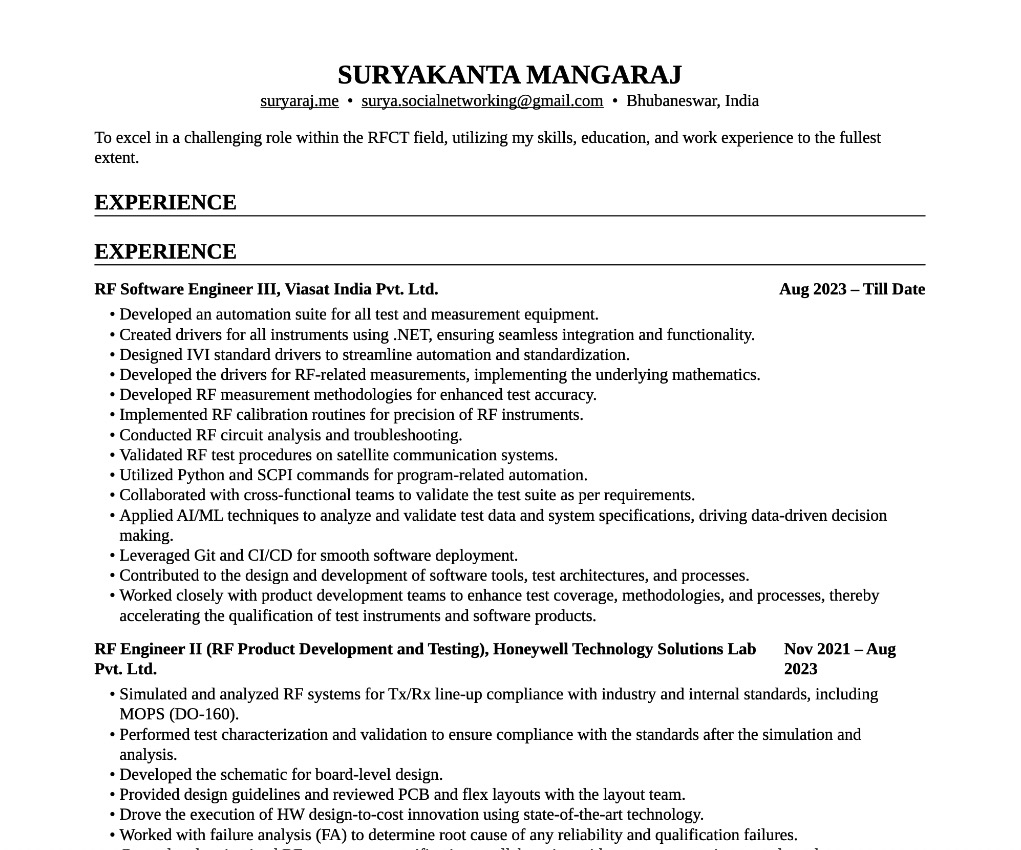 SURYAKANTA MANGARAJ
suryaraj.me • surya.socialnetworking@gmail.com • Bhubaneswar, India
To excel in a challenging role within the RFCT field, utilizing my skills, education, and work experience to the fullest
extent.
EXPERIENCE
EXPERIENCE
RF Software Engineer III, Viasat India Pvt. Ltd. Aug 2023 – Till Date
• Developed an automation suite for all test and measurement equipment.
• Created drivers for all instruments using .NET, ensuring seamless integration and functionality.
• Designed IVI standard drivers to streamline automation and standardization.
• Developed the drivers for RF-related measurements, implementing the underlying mathematics.
• Developed RF measurement methodologies for enhanced test accuracy.
• Implemented RF calibration routines for precision of RF instruments.
• Conducted RF circuit analysis and troubleshooting.
• Validated RF test procedures on satellite communication systems.
• Utilized Python and SCPI commands for program-related automation.
• Collaborated with cross-functional teams to validate the test suite as per requirements.
• Applied AI/ML techniques to analyze and validate test data and system specifications, driving data-driven decision
making.
• Leveraged Git and CI/CD for smooth software deployment.
• Contributed to the design and development of software tools, test architectures, and processes.
• Worked closely with product development teams to enhance test coverage, methodologies, and processes, thereby
accelerating the qualification of test instruments and software products.
RF Engineer II (RF Product Development and Testing), Honeywell Technology Solutions Lab Nov 2021 – Aug
Pvt. Ltd. 2023
• Simulated and analyzed RF systems for Tx/Rx line-up compliance with industry and internal standards, including
MOPS (DO-160).
• Performed test characterization and validation to ensure compliance with the standards after the simulation and
analysis.
• Developed the schematic for board-level design.
• Provided design guidelines and reviewed PCB and flex layouts with the layout team.
• Drove the execution of HW design-to-cost innovation using state-of-the-art technology.
• Worked with failure analysis (FA) to determine root cause of any reliability and qualification failures.